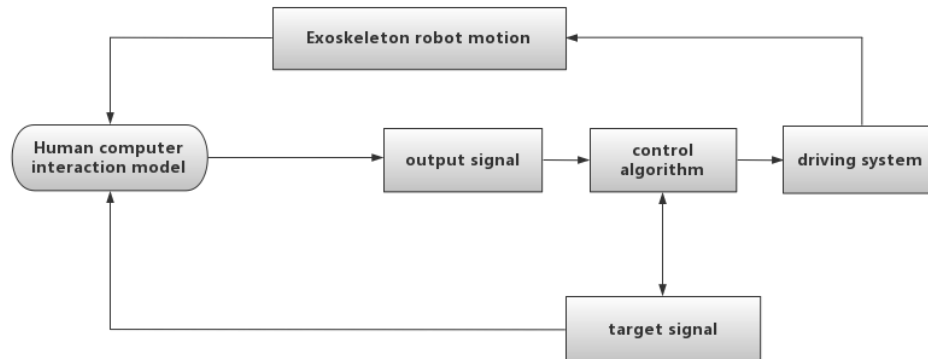 Exoskeleton robot motion
Human computer
interaction model
output signal
control
algorithm
driving system
target signal